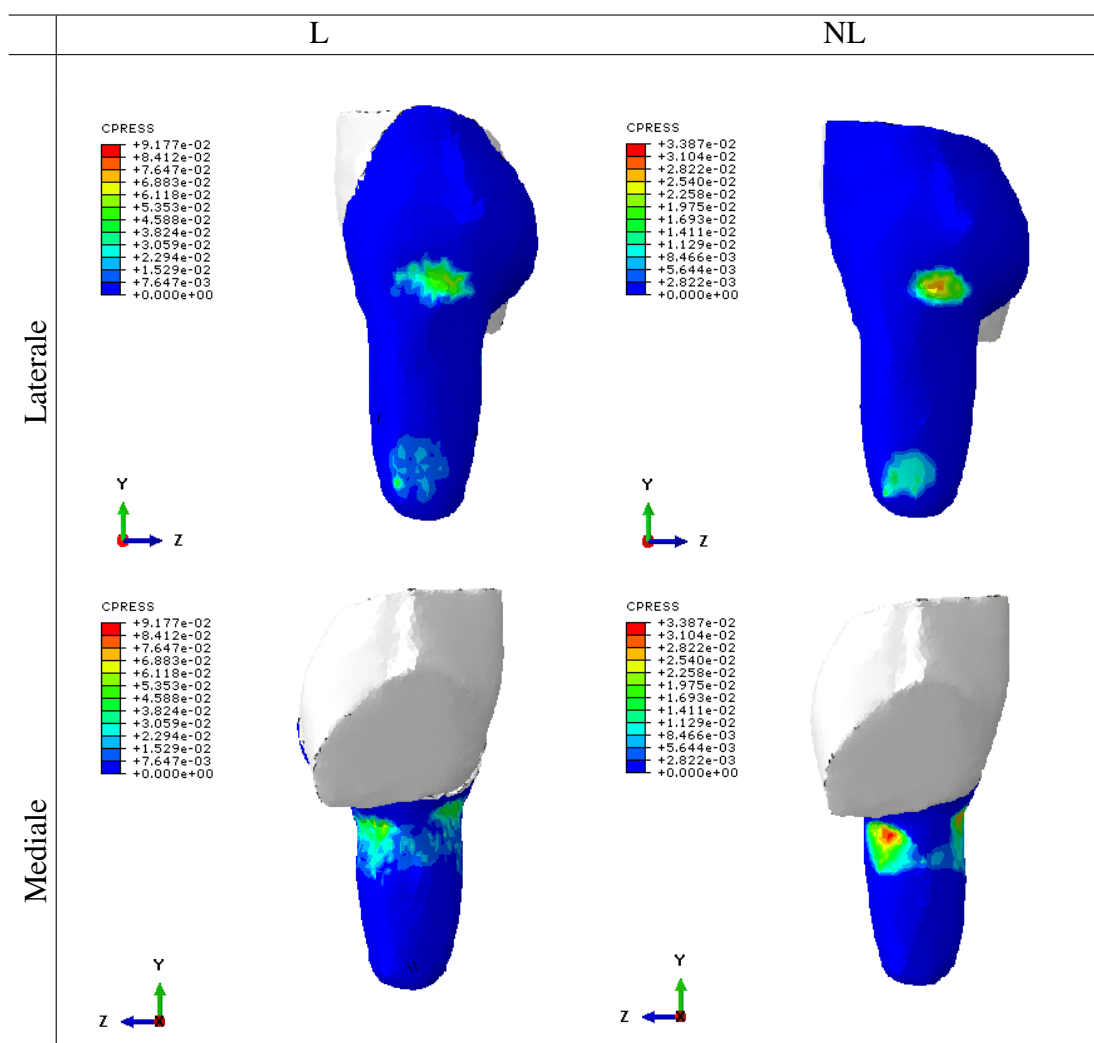 L
NL
Laterale
CPRESS
+9.177e-02
+8.412e-02
+7.647e-02
+6.883e-02
+6.118e-02
+5.353e-02
+4.588e-02
+3.824e-02
+3.059e-02
+2.294e-02
+1.529e-02
+7.647e-03
+0.000e+00
Y
Z
CPRESS
+3.387e-02
+3.104e-02
+2.822e-02
+2.540e-02
+2.258e-02
+1.975e-02
+1.693e-02
+1.411e-02
+1.129e-02
+8.466e-03
+5.644e-03
+2.822e-03
+0.000e+00
Y
Z
Mediale
CPRESS
+9.177e-02
+8.412e-02
+7.647e-02
+6.883e-02
+6.118e-02
+5.353e-02
+4.588e-02
+3.824e-02
+3.059e-02
+2.294e-02
+1.529e-02
+7.647e-03
+0.000e+00
Y
Z
X
CPRESS
+3.387e-02
+3.104e-02
+2.822e-02
+2.540e-02
+2.258e-02
+1.975e-02
+1.693e-02
+1.411e-02
+1.129e-02
+8.466e-03
+5.644e-03
+2.822e-03
+0.000e+00
Y
Z
X